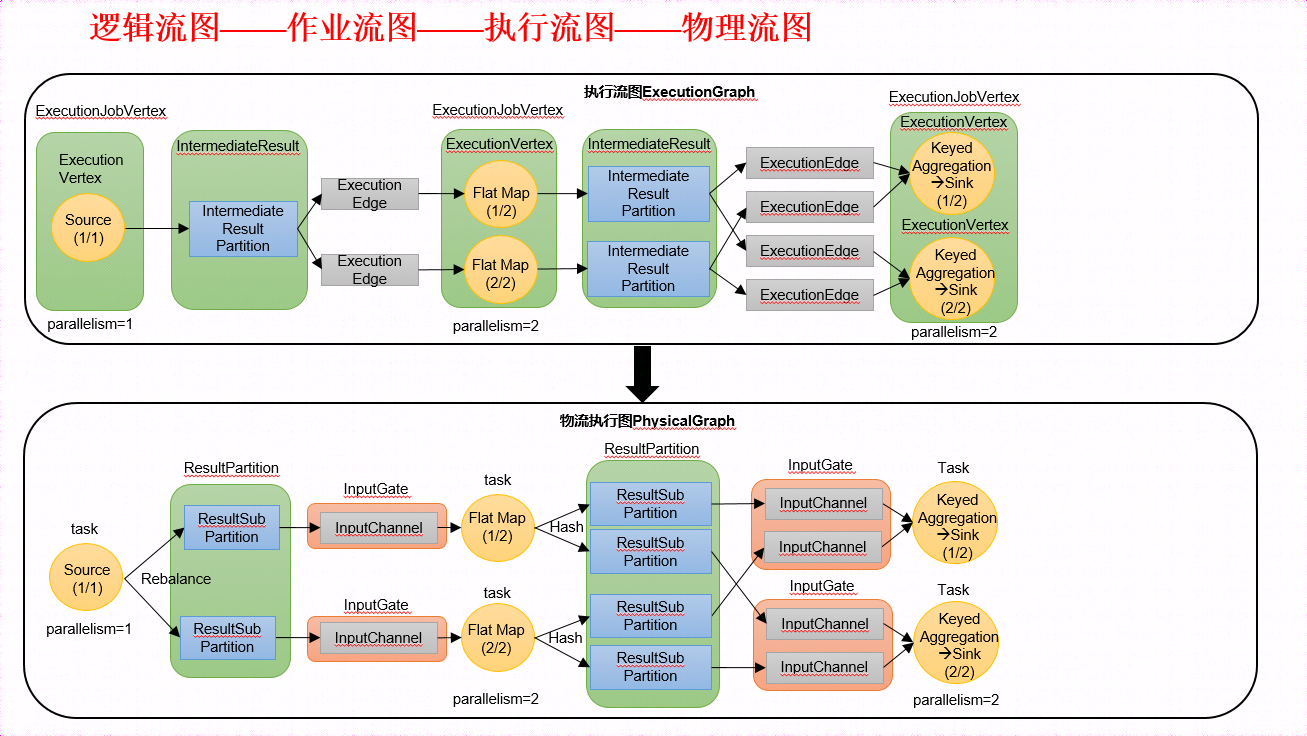 逻辑流图——作业流图——执行流图——物理流图
执行流图ExecutionGraph
ExecutionJobVertex
Execution
Vertex
Source
(1/1)
parallelism=1
IntermediateResult
Intermediate
Result
Partition
Execution
Edge
Execution
Edge
ExecutionJobVertex
ExecutionVertex
Flat Map
(1/2)
Flat Map
(2/2)
parallelism=2
IntermediateResult
Intermediate
Result
Partition
Intermediate
Result
Partition
ExecutionEdge
ExecutionEdge
ExecutionEdge
ExecutionEdge
ExecutionJobVertex
ExecutionVertex
Keyed
Aggregation
→Sink
(1/2)
ExecutionVertex
Keyed
Aggregation
→Sink
(2/2)
parallelism=2
物流执行图PhysicalGraph
task
Source
(1/1)
parallelism=1
Rebalance
ResultPartition
ResultSub
Partition
ResultSub
Partition
InputGate
InputChannel
InputGate
InputChannel
task
Flat Map
(1/2)
Hash
task
Flat Map
(2/2)
Hash
parallelism=2
ResultPartition
ResultSub
Partition
ResultSub
Partition
ResultSub
Partition
ResultSub
Partition
InputGate
InputChannel
InputChannel
InputGate
InputChannel
InputChannel
Task
Keyed
Aggregation
→Sink
(1/2)
Task
Keyed
Aggregation
→Sink
(2/2)
parallelism=2